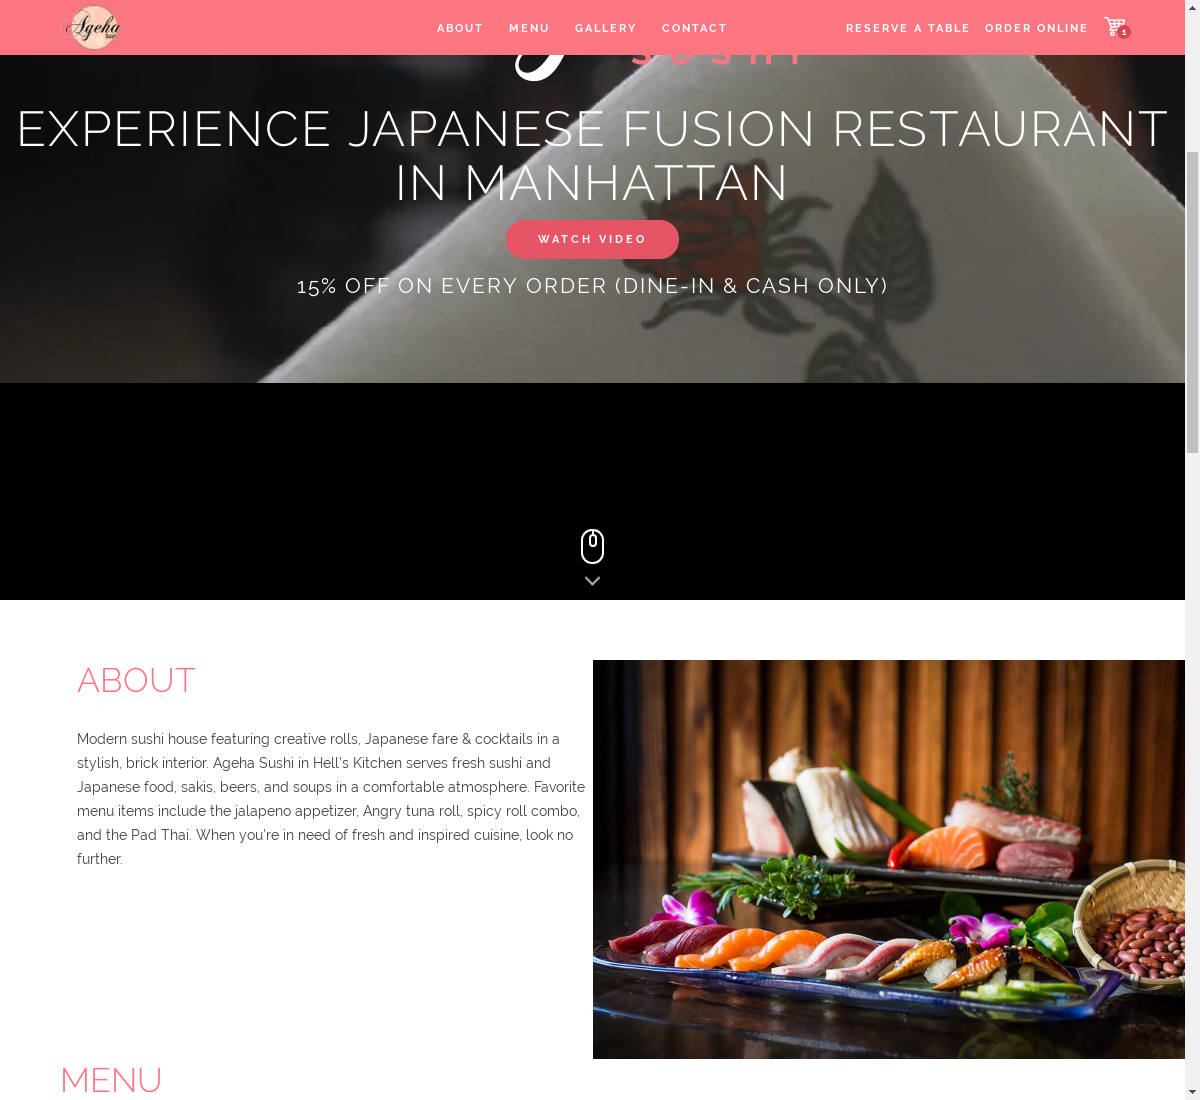 Ageha
ABOUT
MENU
GALLERY
CONTACT
RESERVE A TABLE
ORDER ONLINE
1
EXPERIENCE JAPANESE FUSION RESTAURANT
IN MANHATTAN
WATCH VIDEO
15% OFF ON EVERY ORDER (DINE-IN & CASH ONLY)
ABOUT
Modern sushi house featuring creative rolls, Japanese fare & cocktails in a
stylish, brick interior. Ageha Sushi in Hell's Kitchen serves fresh sushi and
Japanese food, sakis, beers, and soups in a comfortable atmosphere. Favorite
menu items include the jalapeno appetizer, Angry tuna roll, spicy roll combo,
and the Pad Thai. When you're in need of fresh and inspired cuisine, look no
further.
MENU